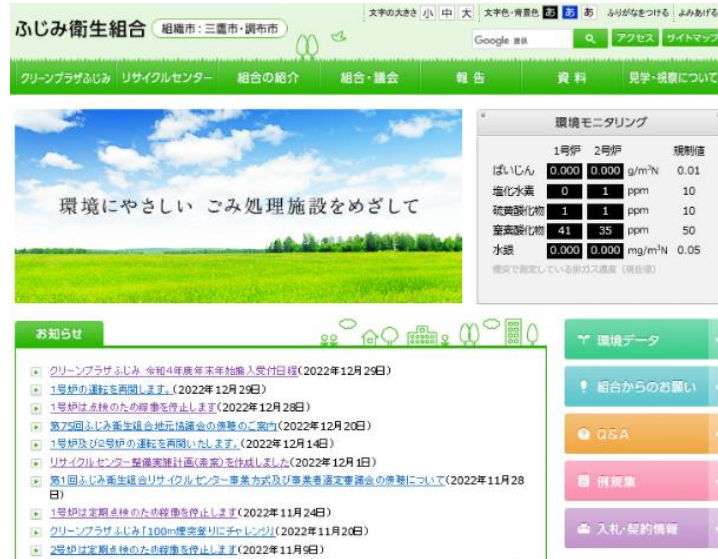 文字の大きさ 小 中 大 文字色・背景色 あ あ あ ふりがなをつける よみあげる
ふじみ衛生組合 組織市:三鷹市・調布市
Google アクセス サイトマップ
クリーンプラザふじみ リサイクルセンター 組合の紹介 組合・議会 報告 資料 見学・視察について
環境にやさしい ごみ処理施設をめざして
環境モニタリング
1号炉 2号炉 規制値
ばいじん 0.000 0.000 g/m³N 0.01
塩化水素 0 1 ppm 10
硫黄酸化物 1 1 ppm 10
窒素酸化物 41 35 ppm 50
水銀 0.000 0.000 mg/m³N 0.05
煙突で測定している排ガス濃度(現在値)
お知らせ
クリーンプラザふじみ 令和4年度年末年始搬入受付日程(2022年12月29日)
1号炉の運転を再開します。(2022年12月29日)
1号炉は点検のため稼働を停止します(2022年12月28日)
第75回ふじみ衛生組合地元協議会の傍聴のご案内(2022年12月20日)
1号炉及び2号炉の運転を再開いたします。(2022年12月14日)
リサイクルセンター整備実施計画(素案)を作成しました(2022年12月1日)
第1回ふじみ衛生組合リサイクルセンター事業方式及び事業者選定審議会の傍聴について(2022年11月28
日)
1号炉は定期点検のため稼働を停止します(2022年11月24日)
クリーンプラザふじみ「100m煙突登りにチャレンジ」(2022年11月20日)
2号炉は定期点検のため稼働を停止します(2022年11月9日)
環境データ
組合からのお願い
Q&A
例規集
入札・契約情報